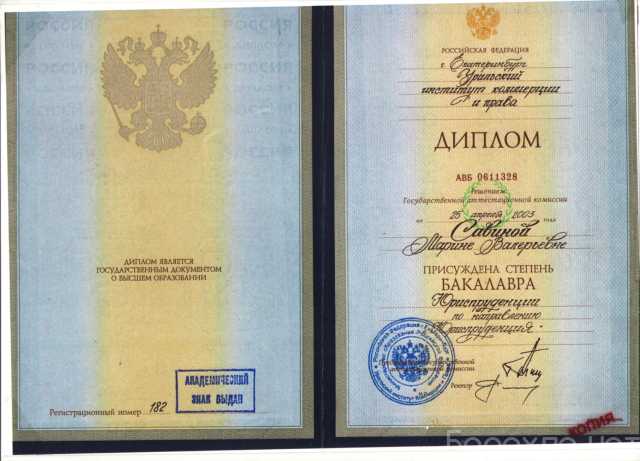 ДИПЛОМ ЯВЛЯЕТСЯ
ГОСУДАРСТВЕННЫМ ДОКУМЕНТОМ
О ВЫСШЕМ ОБРАЗОВАНИИ
АКАДЕМИЧЕСКИЙ
ЗНАК ВЫДАН
Регистрационный номер 182
РОССИЙСКАЯ ФЕДЕРАЦИЯ
г. Екатеринбург
Уральский
институт коммерции
и права
ДИПЛОМ
АВБ 0611328
Решением
Государственной аттестационной комиссии
от 25 апреля 2003 года
Савиной
Марине Валерьевне
ПРИСУЖДЕНА СТЕПЕНЬ
БАКАЛАВРА
Юриспруденции
по направлению
"Юриспруденция"
Ректор
КОПИЯ